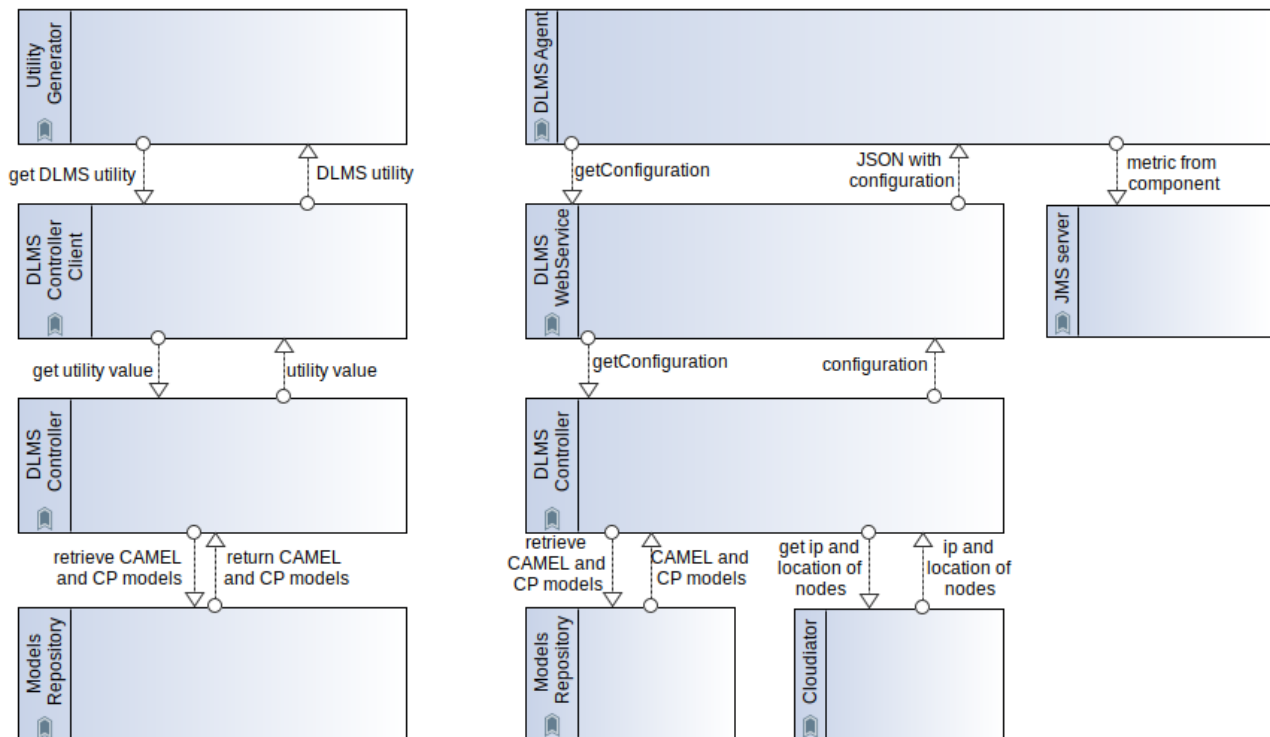 Utility
Generator
get DLMS utility
DLMS utility
DLMS
Controller
Client
get utility value
utility value
DLMS
Controller
retrieve CAMEL
and CP models
return CAMEL
and CP models
Models
Repository
DLMS Agent
getConfiguration
JSON with
configuration
metric from
component
DLMS
WebService
JMS server
getConfiguration
configuration
DLMS
Controller
retrieve
CAMEL and
CP models
CAMEL and
CP models
get ip and
location of
nodes
ip and
location of
nodes
Models
Repository
Cloudiator